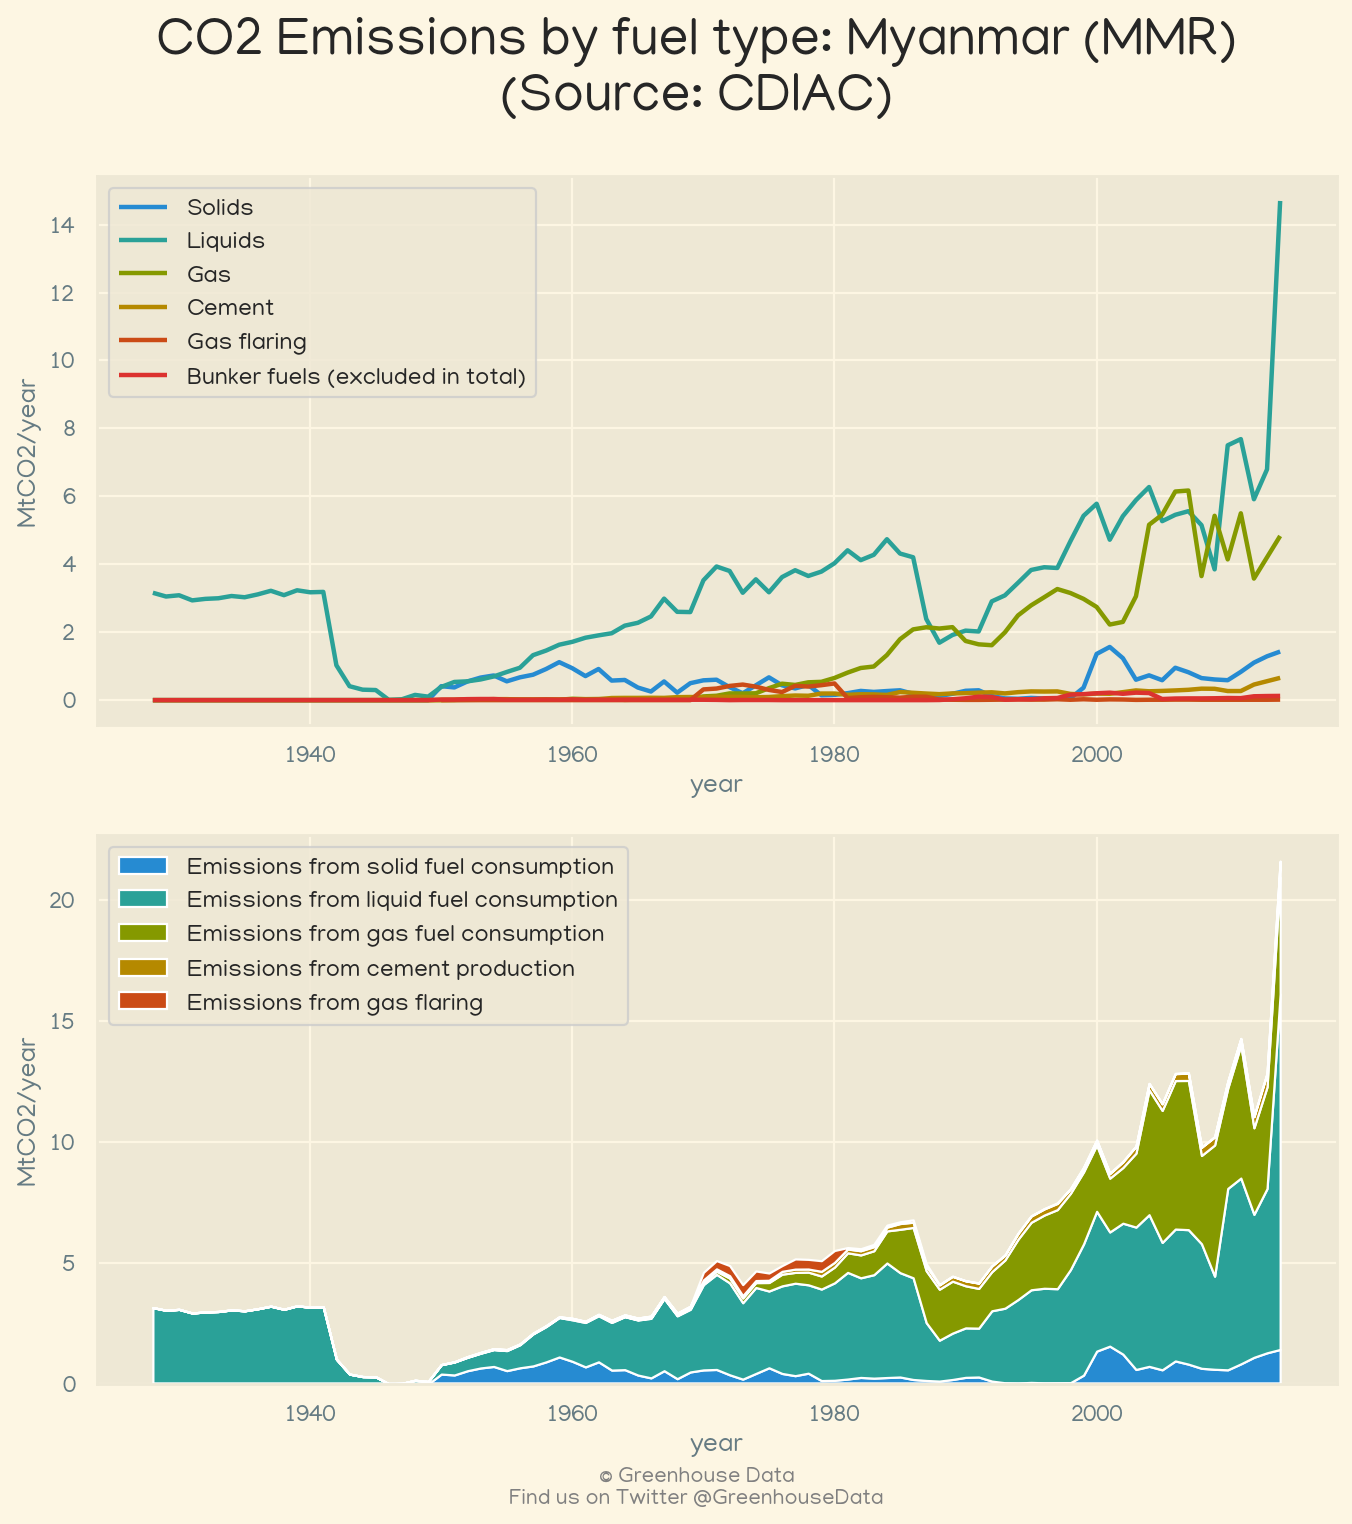 CO2 Emissions by fuel type: Myanmar (MMR)
(Source: CDIAC)
Solids
Liquids
Gas
Cement
Gas flaring
Bunker fuels (excluded in total)
14
12
10
8
6
4
2
0
MtCO2/year
1940
1960
1980
2000
year
Emissions from solid fuel consumption
Emissions from liquid fuel consumption
Emissions from gas fuel consumption
Emissions from cement production
Emissions from gas flaring
20
15
10
5
0
MtCO2/year
1940
1960
1980
2000
year
© Greenhouse Data
Find us on Twitter @GreenhouseData